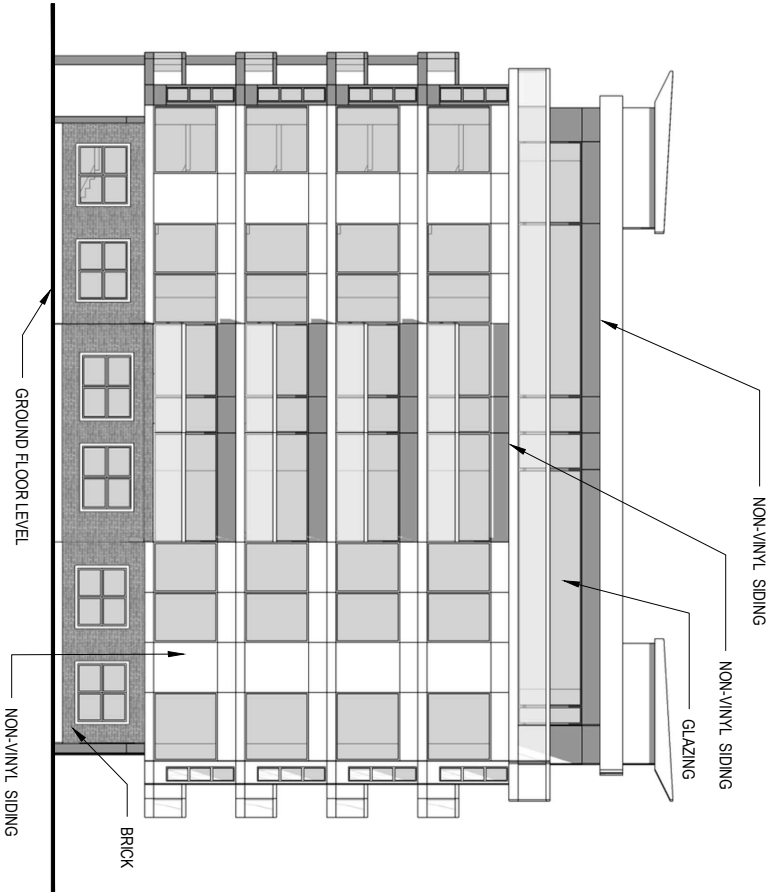 NON-VINYL SIDING
NON-VINYL SIDING
GLAZING
BRICK
NON-VINYL SIDING
GROUND FLOOR LEVEL